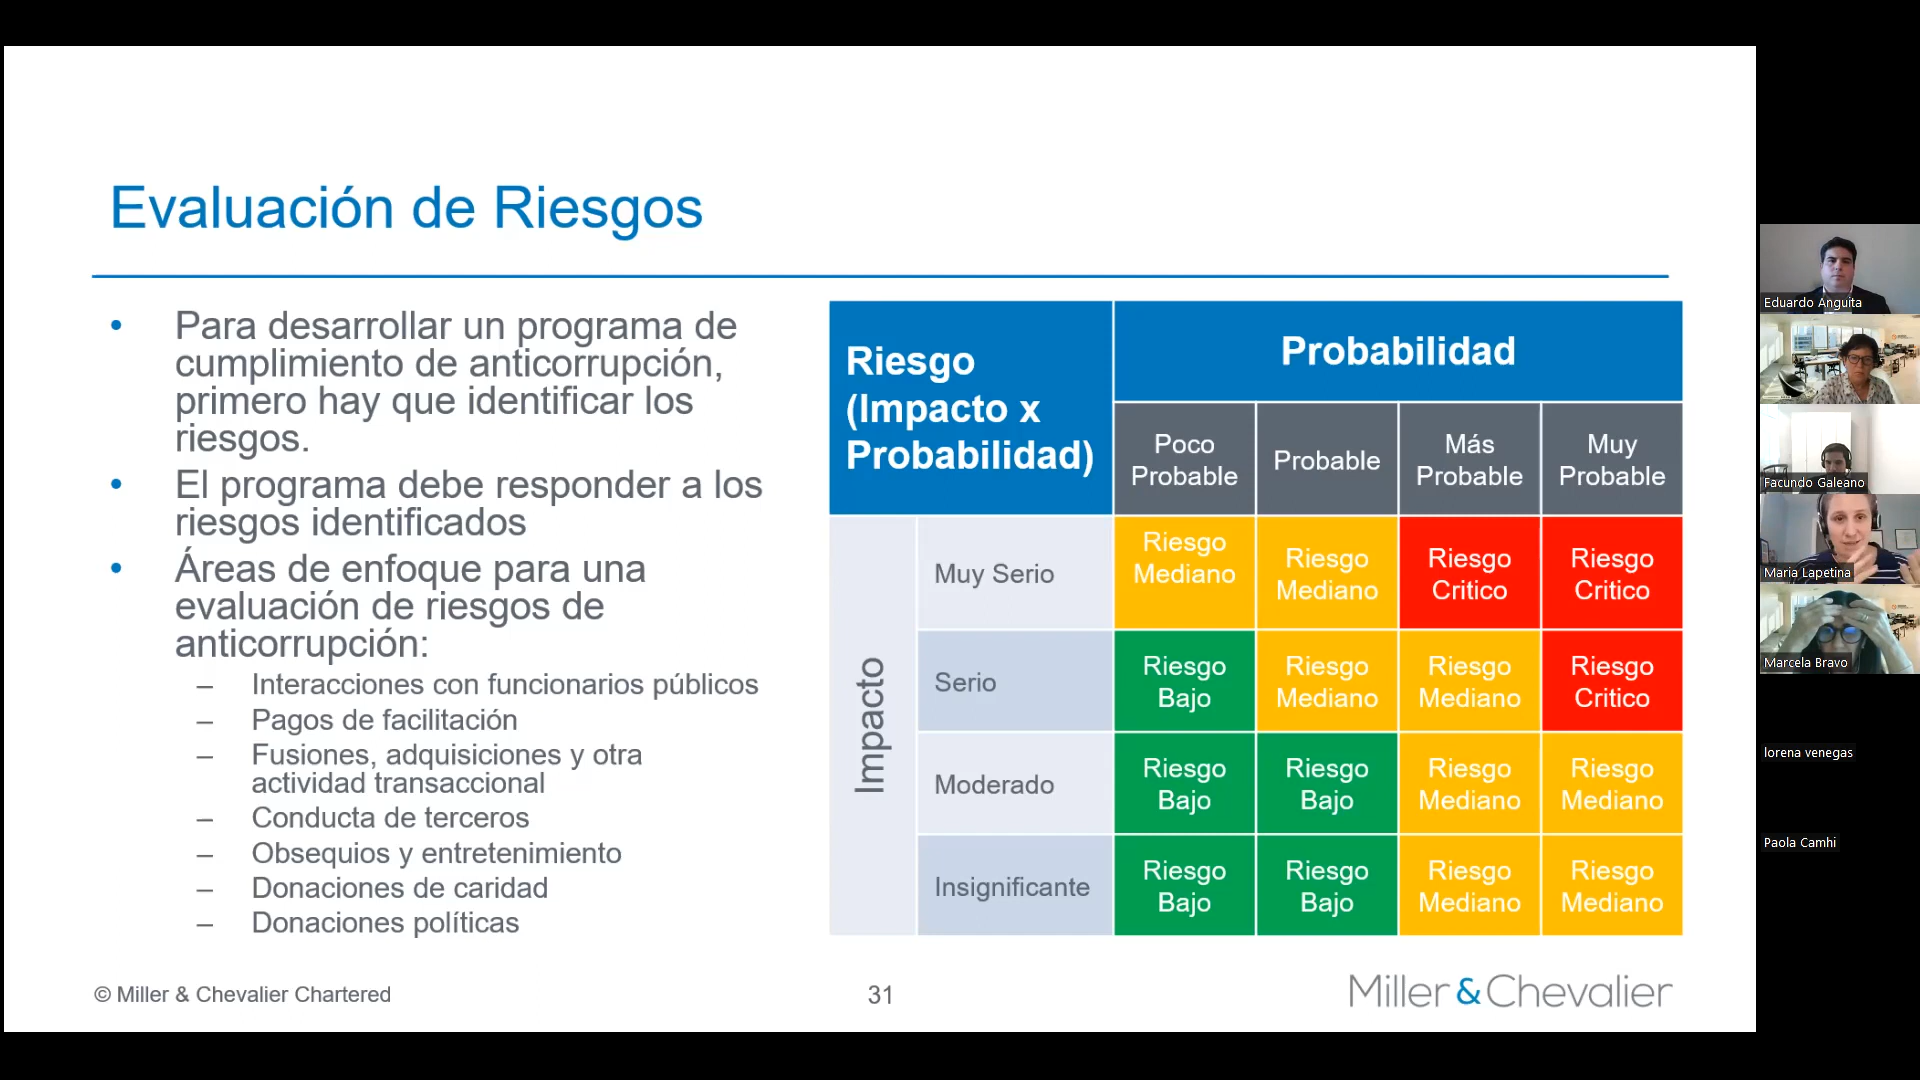 Evaluación de Riesgos
• Para desarrollar un programa de
cumplimiento de anticorrupción,
primero hay que identificar los
riesgos.
• El programa debe responder a los
riesgos identificados
• Áreas de enfoque para una
evaluación de riesgos de
anticorrupción:
– Interacciones con funcionarios públicos
– Pagos de facilitación
– Fusiones, adquisiciones y otra
actividad transaccional
– Conducta de terceros
– Obsequios y entretenimiento
– Donaciones de caridad
– Donaciones políticas
Riesgo
(Impacto x
Probabilidad)
Probabilidad
Poco
Probable
Probable
Más
Probable
Muy
Probable
Impacto
Muy Serio
Riesgo
Mediano
Riesgo
Mediano
Riesgo
Critico
Riesgo
Critico
Serio
Riesgo
Bajo
Riesgo
Mediano
Riesgo
Mediano
Riesgo
Critico
Moderado
Riesgo
Bajo
Riesgo
Bajo
Riesgo
Mediano
Riesgo
Mediano
Insignificante
Riesgo
Bajo
Riesgo
Bajo
Riesgo
Mediano
Riesgo
Mediano
© Miller & Chevalier Chartered
31
Miller & Chevalier
Eduardo Anguita
Facundo Galeano
Maria Lapetina
Marcela Bravo
lorena venegas
Paola Camhi